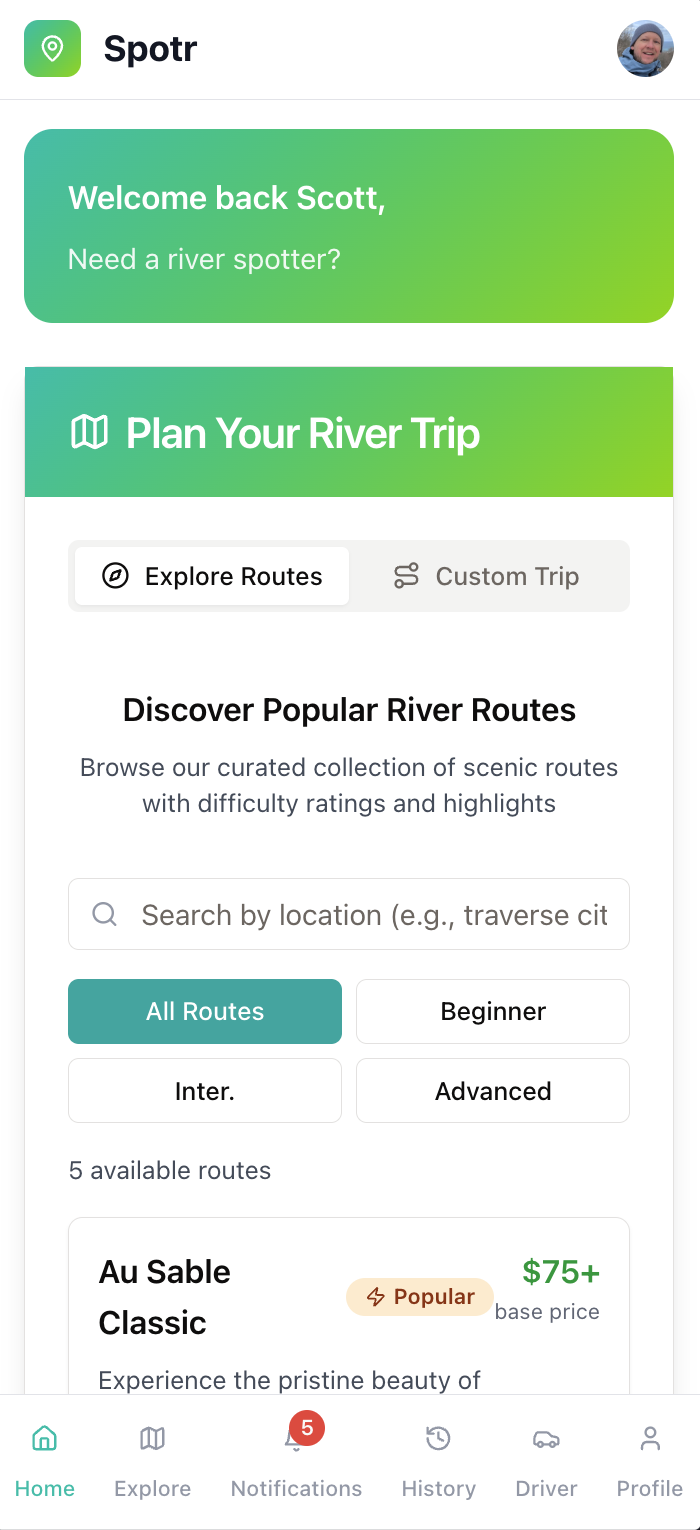 Spotr
Welcome back Scott,
Need a river spotter?
Plan Your River Trip
Explore Routes
Custom Trip
Discover Popular River Routes
Browse our curated collection of scenic routes
with difficulty ratings and highlights
Search by location (e.g., traverse cit
All Routes
Beginner
Inter.
Advanced
5 available routes
Au Sable
Classic
Popular
$75+
base price
Experience the pristine beauty of
5
Home
Explore
Notifications
History
Driver
Profile